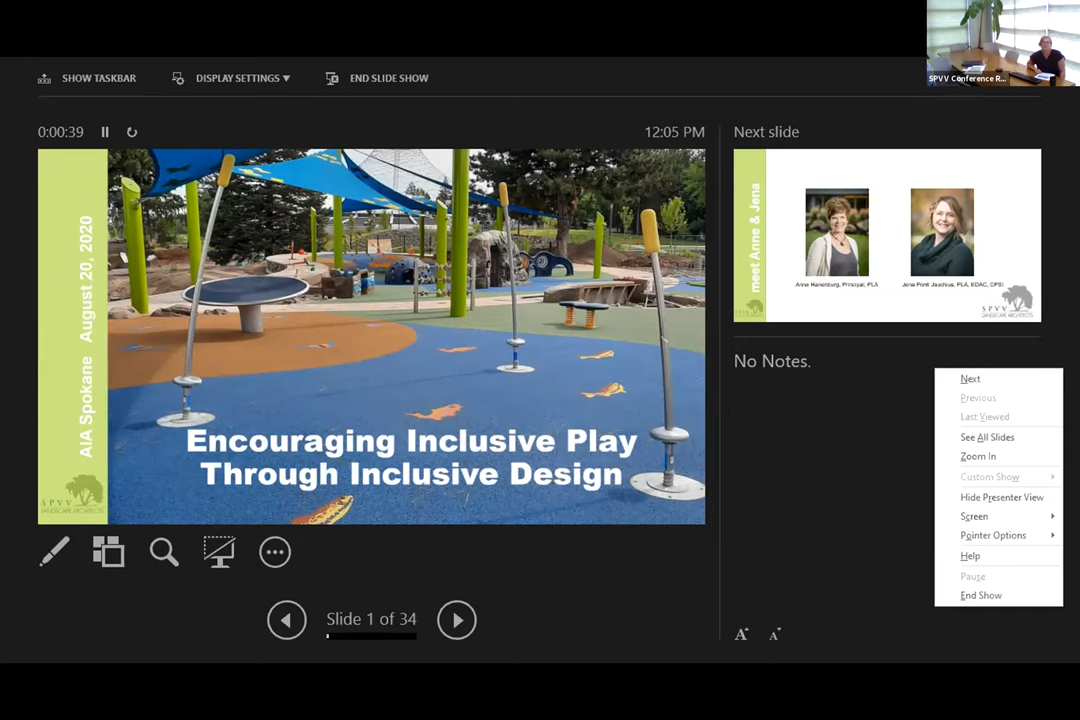 SPVV Conference R...
SHOW TASKBAR
DISPLAY SETTINGS
END SLIDE SHOW
0:00:39
12:05 PM
AIA Spokane August 20, 2020
SPVV
LANDSCAPE ARCHITECTS
Encouraging Inclusive Play
Through Inclusive Design
Slide 1 of 34
Next slide
meet Anne & Jena
Anne Hanenburg, Principal, PLA
Jena Ponti Jauchius, PLA, EDAC, CPSI
SPVV
LANDSCAPE ARCHITECTS
No Notes.
Next
Previous
Last Viewed
See All Slides
Zoom In
Custom Show
Hide Presenter View
Screen
Pointer Options
Help
Pause
End Show
A A